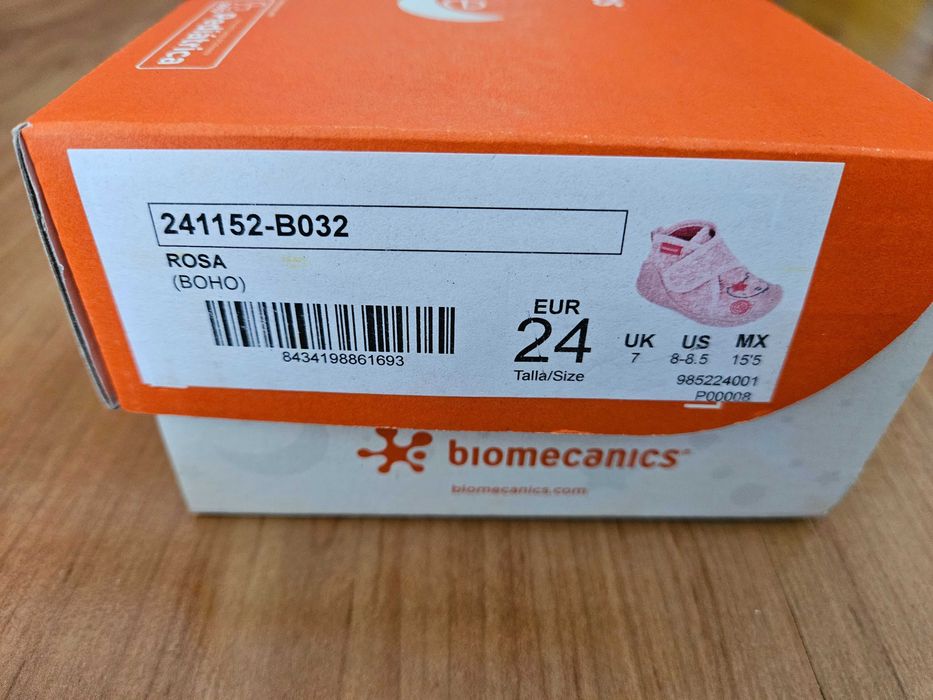 Pediátrica
241152-B032
ROSA
(BOHO)
8434198861693
EUR
24
Talla/Size
UK US MX
7 8-8.5 15'5
985224001
P00008
biomecanics
biomecanics.com